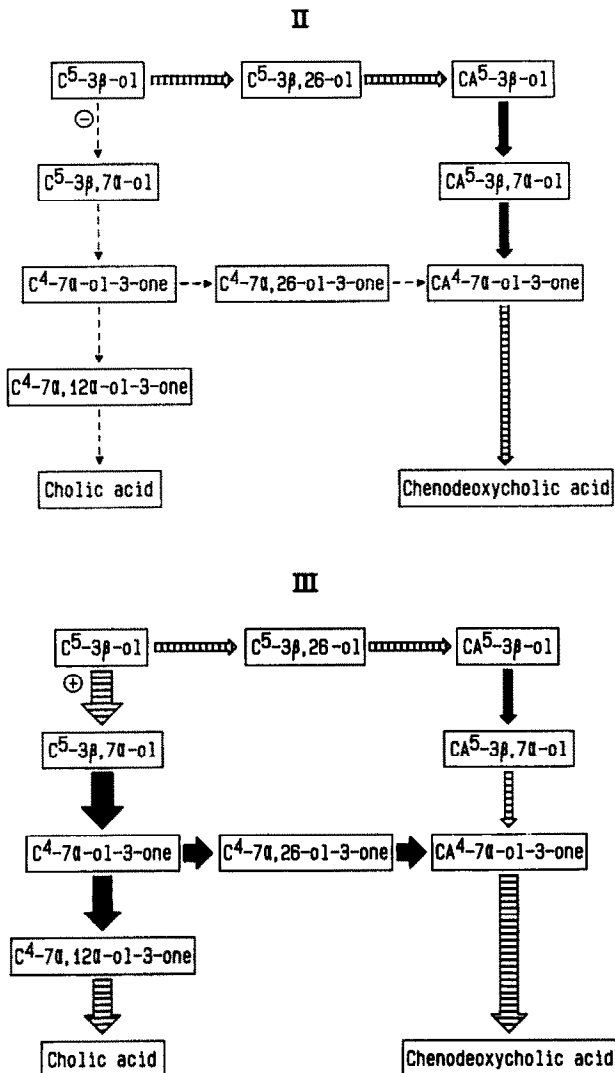 II
C⁵-3β-ol C⁵-3β,26-ol CA⁵-3β-ol
⊖
C⁵-3β,7α-ol CA⁵-3β,7α-ol
C⁴-7α-ol-3-one C⁴-7α,26-ol-3-one CA⁴-7α-ol-3-one
C⁴-7α,12α-ol-3-one
Cholic acid Chenodeoxycholic acid
III
C⁵-3β-ol C⁵-3β,26-ol CA⁵-3β-ol
⊕
C⁵-3β,7α-ol CA⁵-3β,7α-ol
C⁴-7α-ol-3-one C⁴-7α,26-ol-3-one CA⁴-7α-ol-3-one
C⁴-7α,12α-ol-3-one
Cholic acid Chenodeoxycholic acid